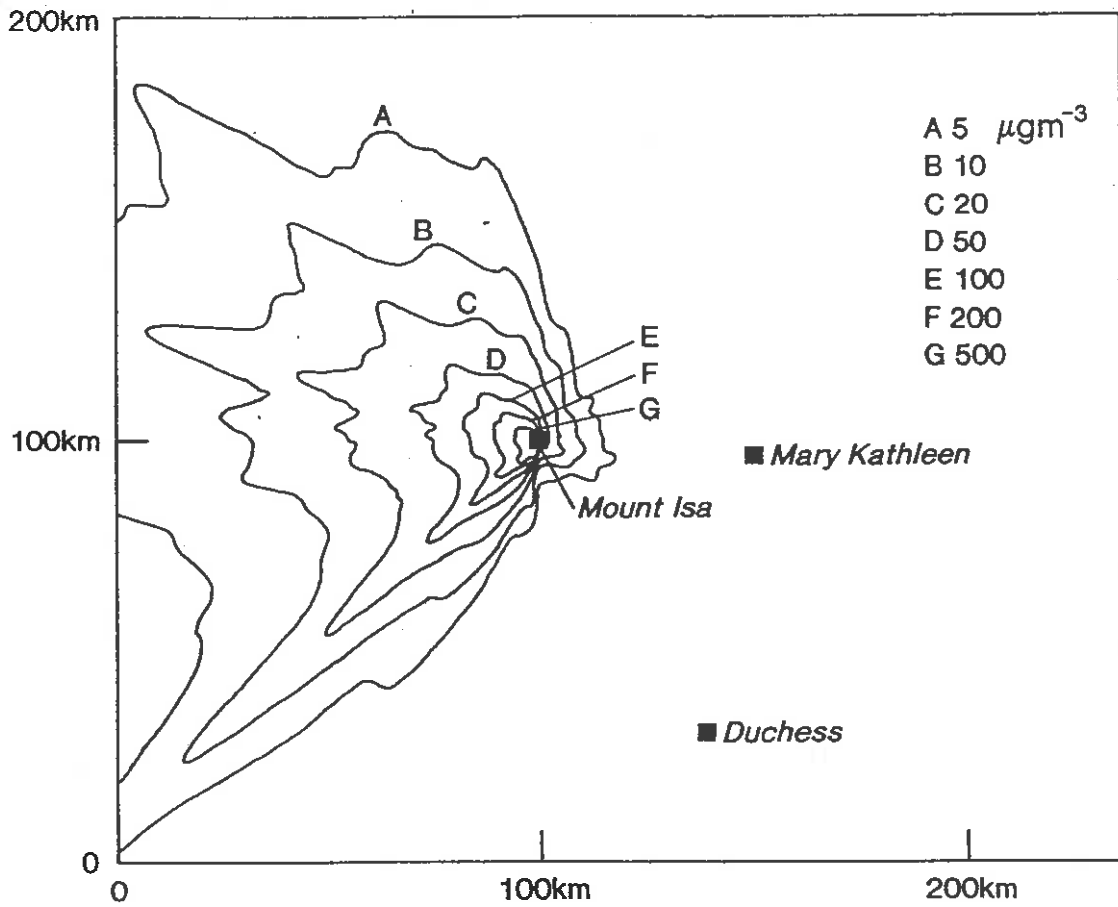 200km
A
A 5 μgm⁻³
B 10
C 20
D 50
E 100
F 200
G 500
B
C
E
D
F
G
100km
Mary Kathleen
Mount Isa
Duchess
0
0
100km
200km